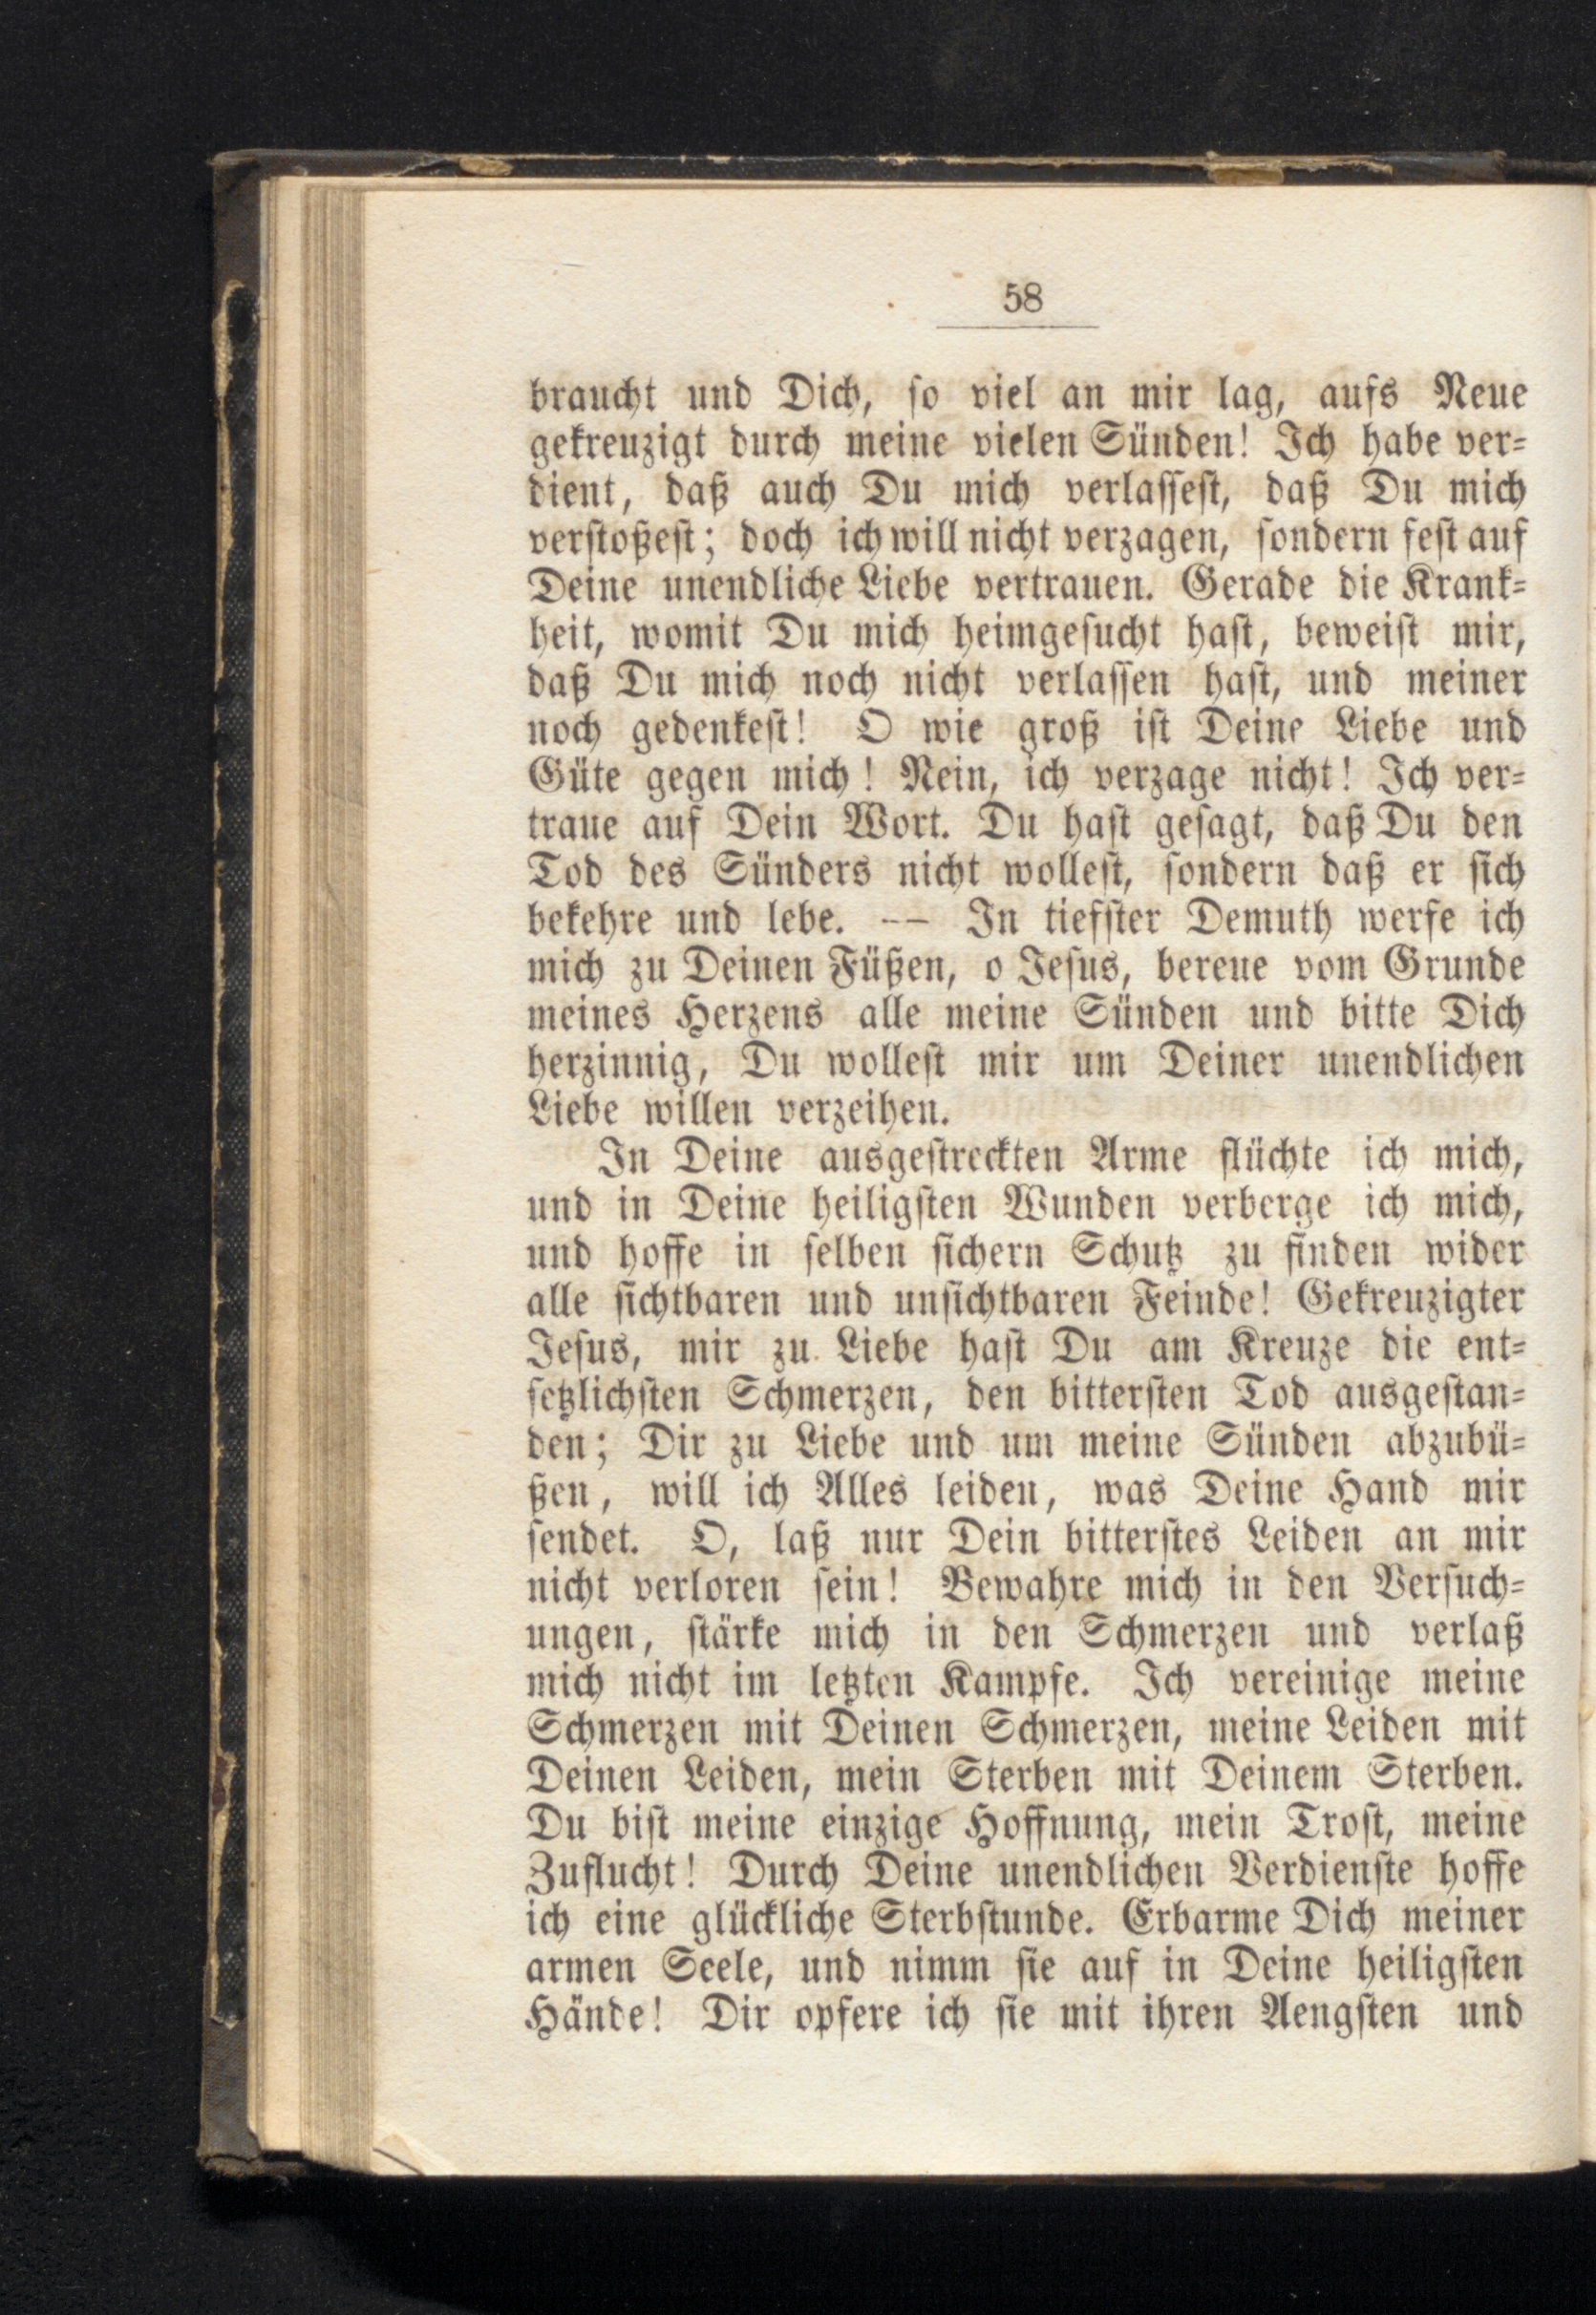 58
braucht und Dich, so viel an mir lag, aufs Neue
gekreuzigt durch meine vielen Sünden! Ich habe ver-
dient, daß auch Du mich verlassest, daß Du mich
verstoßest; doch ich will nicht verzagen, sondern fest auf
Deine unendliche Liebe vertrauen. Gerade die Krank-
heit, womit Du mich heimgesucht hast, beweist mir,
daß Du mich noch nicht verlassen hast, und meiner
noch gedenkest! O wie groß ist Deine Liebe und
Güte gegen mich! Nein, ich verzage nicht! Ich ver-
traue auf Dein Wort. Du hast gesagt, daß Du den
Tod des Sünders nicht wollest, sondern daß er sich
bekehre und lebe. -- In tiefster Demuth werfe ich
mich zu Deinen Füßen, o Jesus, bereue vom Grunde
meines Herzens alle meine Sünden und bitte Dich
herzinnig, Du wollest mir um Deiner unendlichen
Liebe willen verzeihen.
In Deine ausgestreckten Arme flüchte ich mich,
und in Deine heiligsten Wunden verberge ich mich,
und hoffe in selben sichern Schutz zu finden wider
alle sichtbaren und unsichtbaren Feinde! Gekreuzigter
Jesus, mir zu Liebe hast Du am Kreuze die ent-
setzlichsten Schmerzen, den bittersten Tod ausgestan-
den; Dir zu Liebe und um meine Sünden abzubü-
ßen, will ich Alles leiden, was Deine Hand mir
sendet. O, laß nur Dein bitterstes Leiden an mir
nicht verloren sein! Bewahre mich in den Versuch-
ungen, stärke mich in den Schmerzen und verlaß
mich nicht im letzten Kampfe. Ich vereinige meine
Schmerzen mit Deinen Schmerzen, meine Leiden mit
Deinen Leiden, mein Sterben mit Deinem Sterben.
Du bist meine einzige Hoffnung, mein Trost, meine
Zuflucht! Durch Deine unendlichen Verdienste hoffe
ich eine glückliche Sterbstunde. Erbarme Dich meiner
armen Seele, und nimm sie auf in Deine heiligsten
Hände! Dir opfere ich sie mit ihren Aengsten und